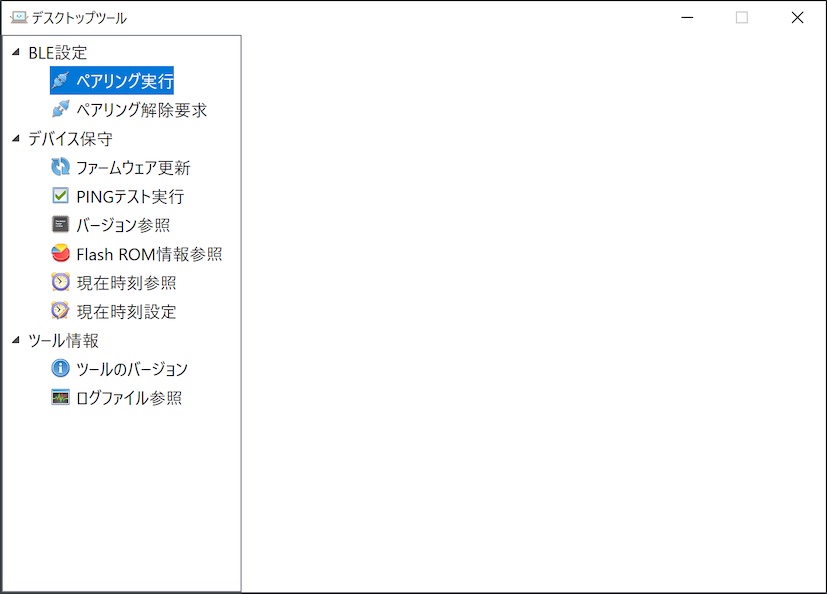 デスクトップツール
BLE設定
ペアリング実行
ペアリング解除要求
デバイス保守
ファームウェア更新
PINGテスト実行
バージョン参照
Flash ROM情報参照
現在時刻参照
現在時刻設定
ツール情報
ツールのバージョン
ログファイル参照